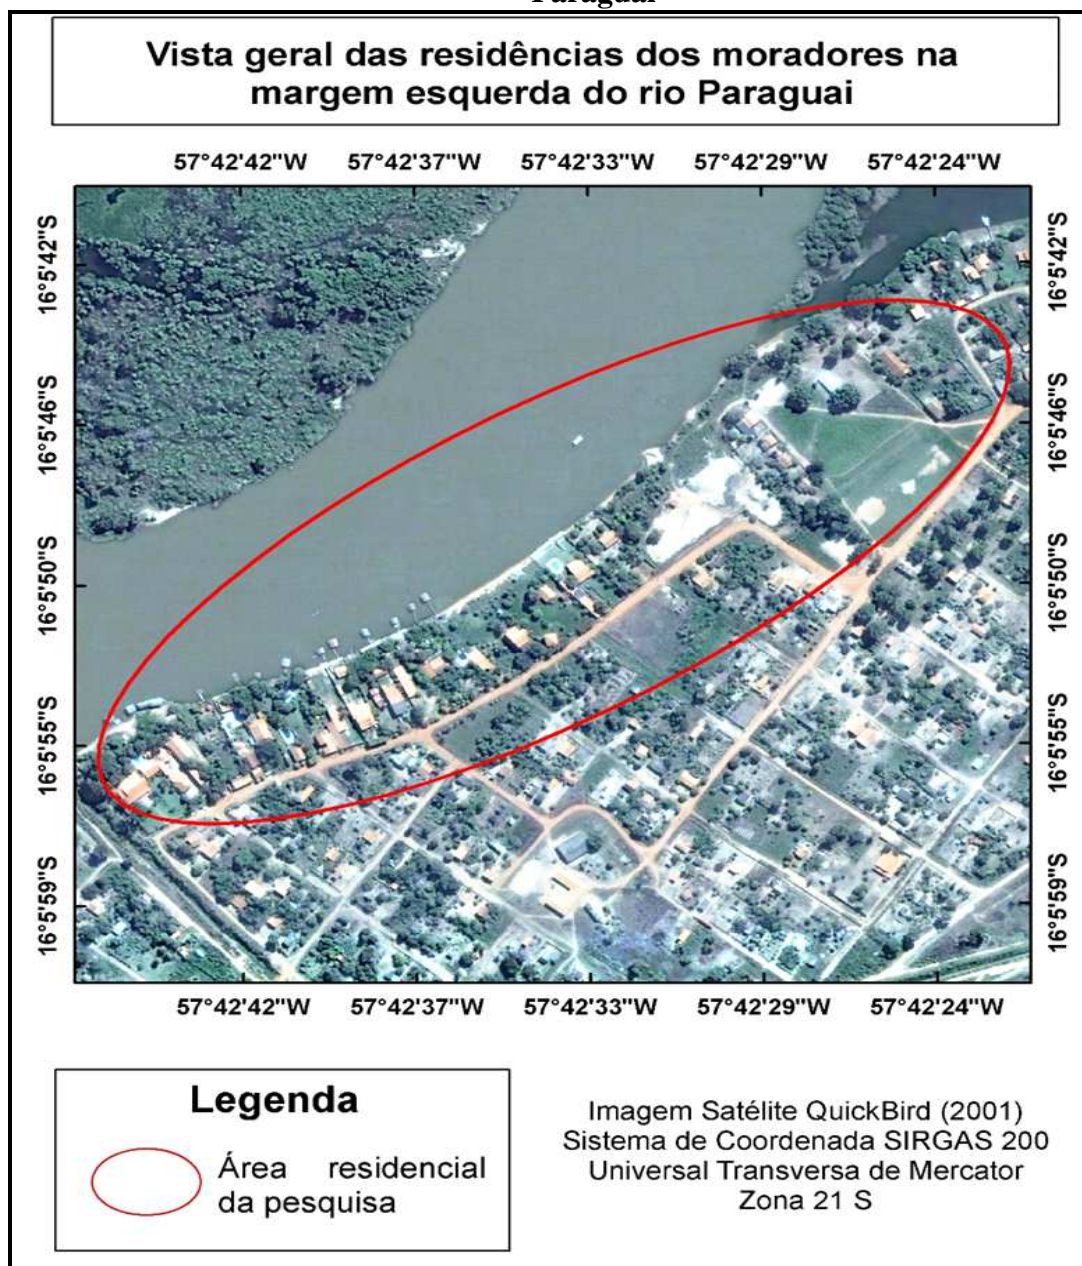 Paraguai
Vista geral das residências dos moradores na
margem esquerda do rio Paraguai
57°42'42"W 57°42'37"W 57°42'33"W 57°42'29"W 57°42'24"W
16°5'42"S 16°5'42"S
16°5'46"S 16°5'46"S
16°5'50"S 16°5'50"S
16°5'55"S 16°5'55"S
16°5'59"S 16°5'59"S
57°42'42"W 57°42'37"W 57°42'33"W 57°42'29"W 57°42'24"W
Legenda
Área residencial
da pesquisa
Imagem Satélite QuickBird (2001)
Sistema de Coordenada SIRGAS 200
Universal Transversa de Mercator
Zona 21 S